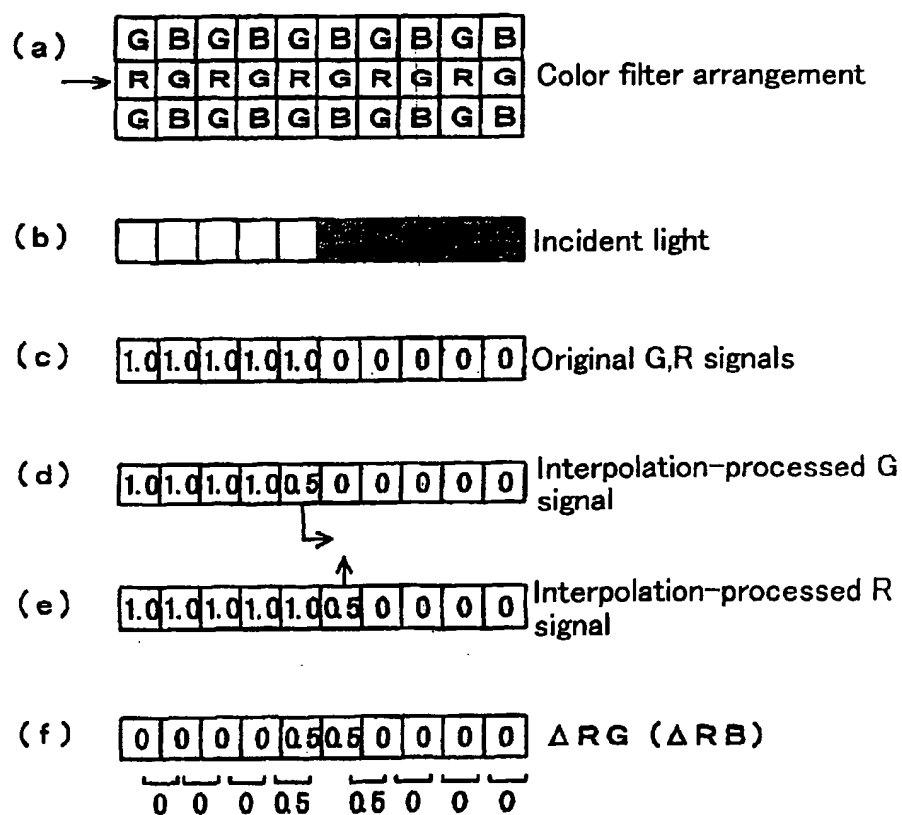 (a)
G B G B G B G B G B
R G R G R G R G R G
Color filter arrangement
G B G B G B G B G B
(b)
Incident light
(c)
1.0 1.0 1.0 1.0 1.0 0 0 0 0 0
Original G,R signals
(d)
1.0 1.0 1.0 1.0 0.5 0 0 0 0 0
Interpolation-processed G
signal
(e)
1.0 1.0 1.0 1.0 1.0 0.5 0 0 0 0
Interpolation-processed R
signal
(f)
0 0 0 0 0.5 0.5 0 0 0 0
ΔRG (ΔRB)
0 0 0 0.5 0.5 0 0 0